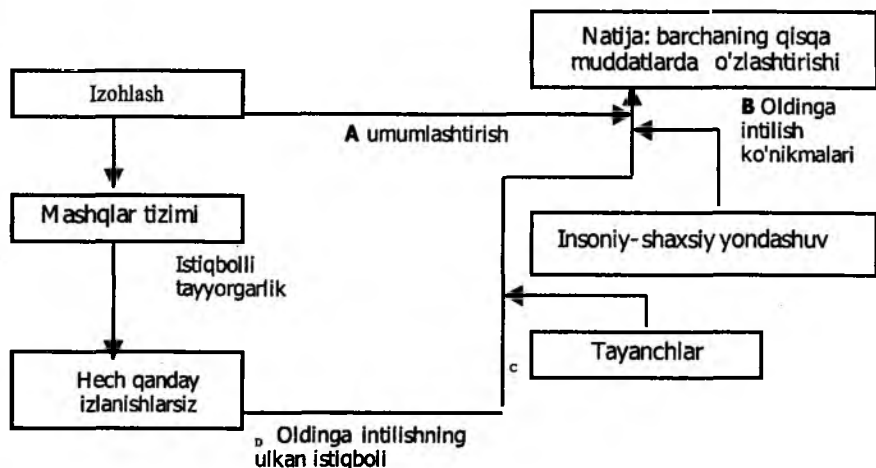 Natija: barchaning qisqa
muddatlarda o'zlashtirishi
Izohlash
A umumlashtirish
B Oldinga
intilish
ko'nikmalari
Mashqlar tizimi
Insoniy-shaxsiy yondashuv
Istiqbolli
tayyorgarlik
Tayanchlar
C
Hech qanday
izlanishlarsiz
D Oldinga intilishning
ulkan istiqboli